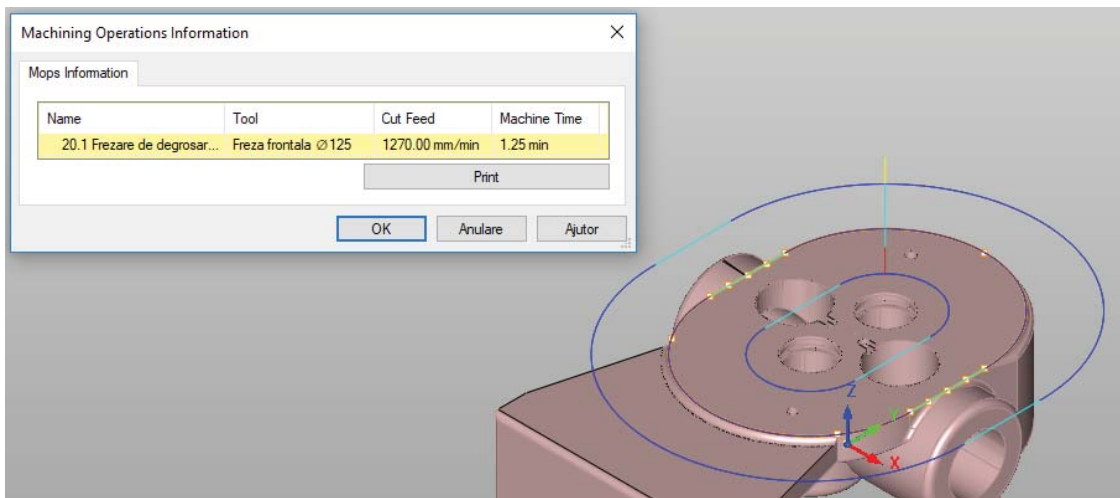 Machining Operations Information
Mops Information
Name Tool Cut Feed Machine Time
20.1 Frezare de degrosar... Freza frontala ∅125 1270.00 mm/min 1.25 min
Print
OK Anulare Ajutor
Z
Y
X